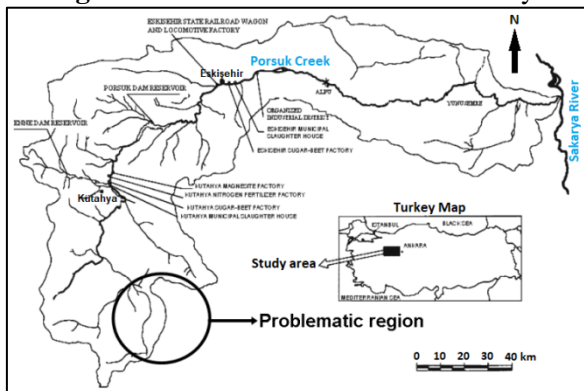 ESKISEHIR STATE RAILROAD WAGON
AND LOCOMOTIVE FACTORY
N
Porsuk Creek
Eskişehir
PORSUK DAM RESERVOIR
ALPU
YUNUSEMRE
Sakarya River
ORGANIZED
INDUSTRIAL DISTRICT
ESKISEHIR MUNICIPAL
SLAUGHTER HOUSE
ESKISEHIR SUGAR-BEET FACTORY
ENNE DAM RESERVOIR
KUTAHYA MAGNESITE FACTORY
Kütahya
KUTAHYA NITROGEN FERTILIZER FACTORY
KUTAHYA SUGAR-BEET FACTORY
KUTAHYA MUNICIPAL SLAUGHTER HOUSE
Turkey Map
ISTANBUL
BLACK SEA
ANKARA
Study area
MEDITERRANEAN SEA
Problematic region
0 10 20 30 40 km